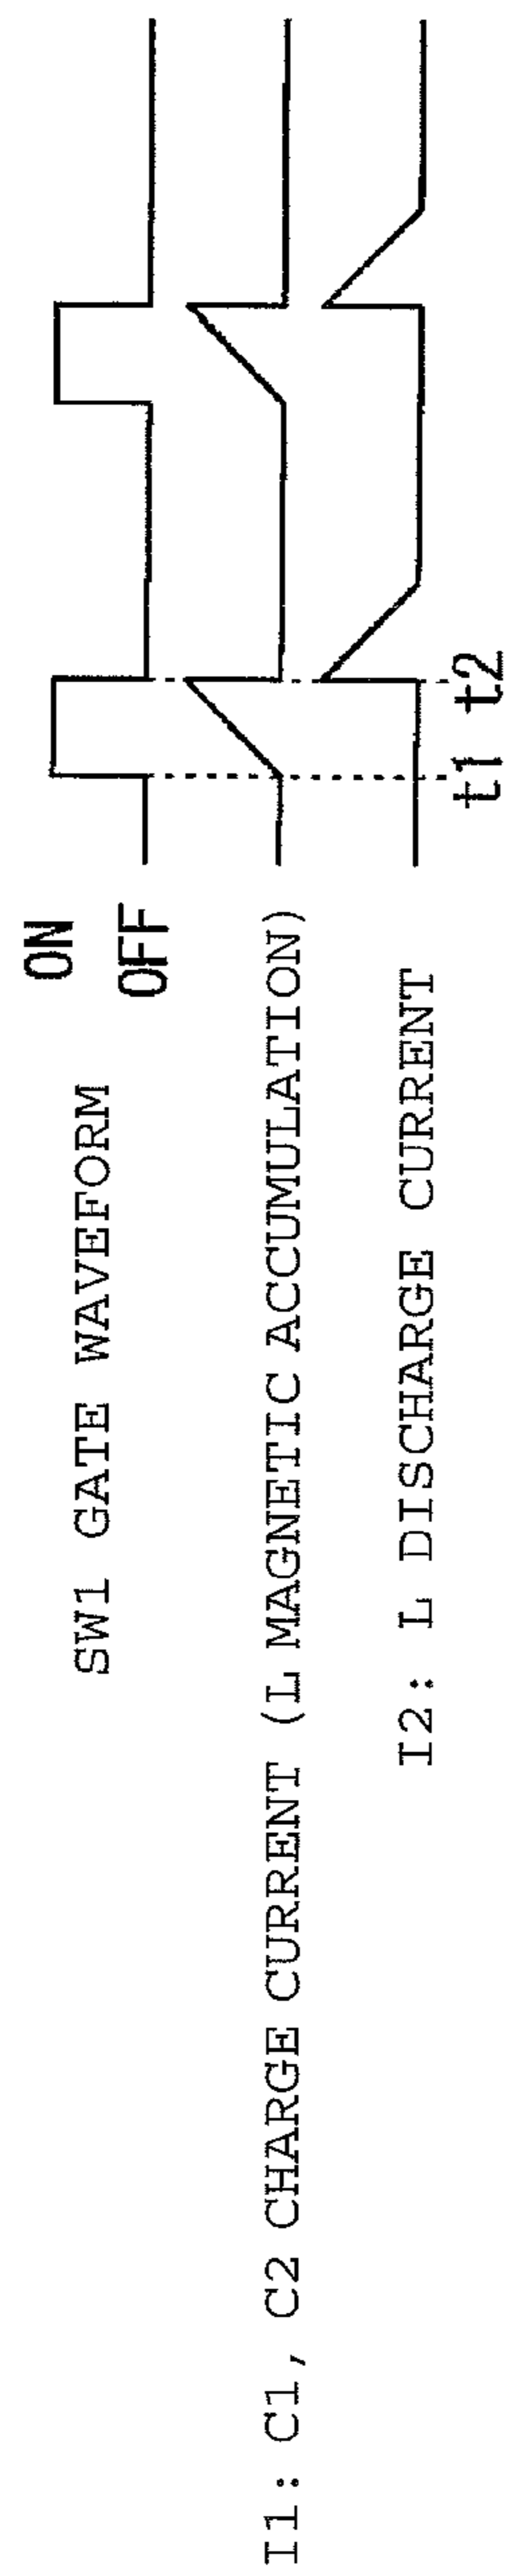 ON
SW1 GATE WAVEFORM
OFF
I1: C1, C2 CHARGE CURRENT (L MAGNETIC ACCUMULATION)
I2: L DISCHARGE CURRENT
t1 t2